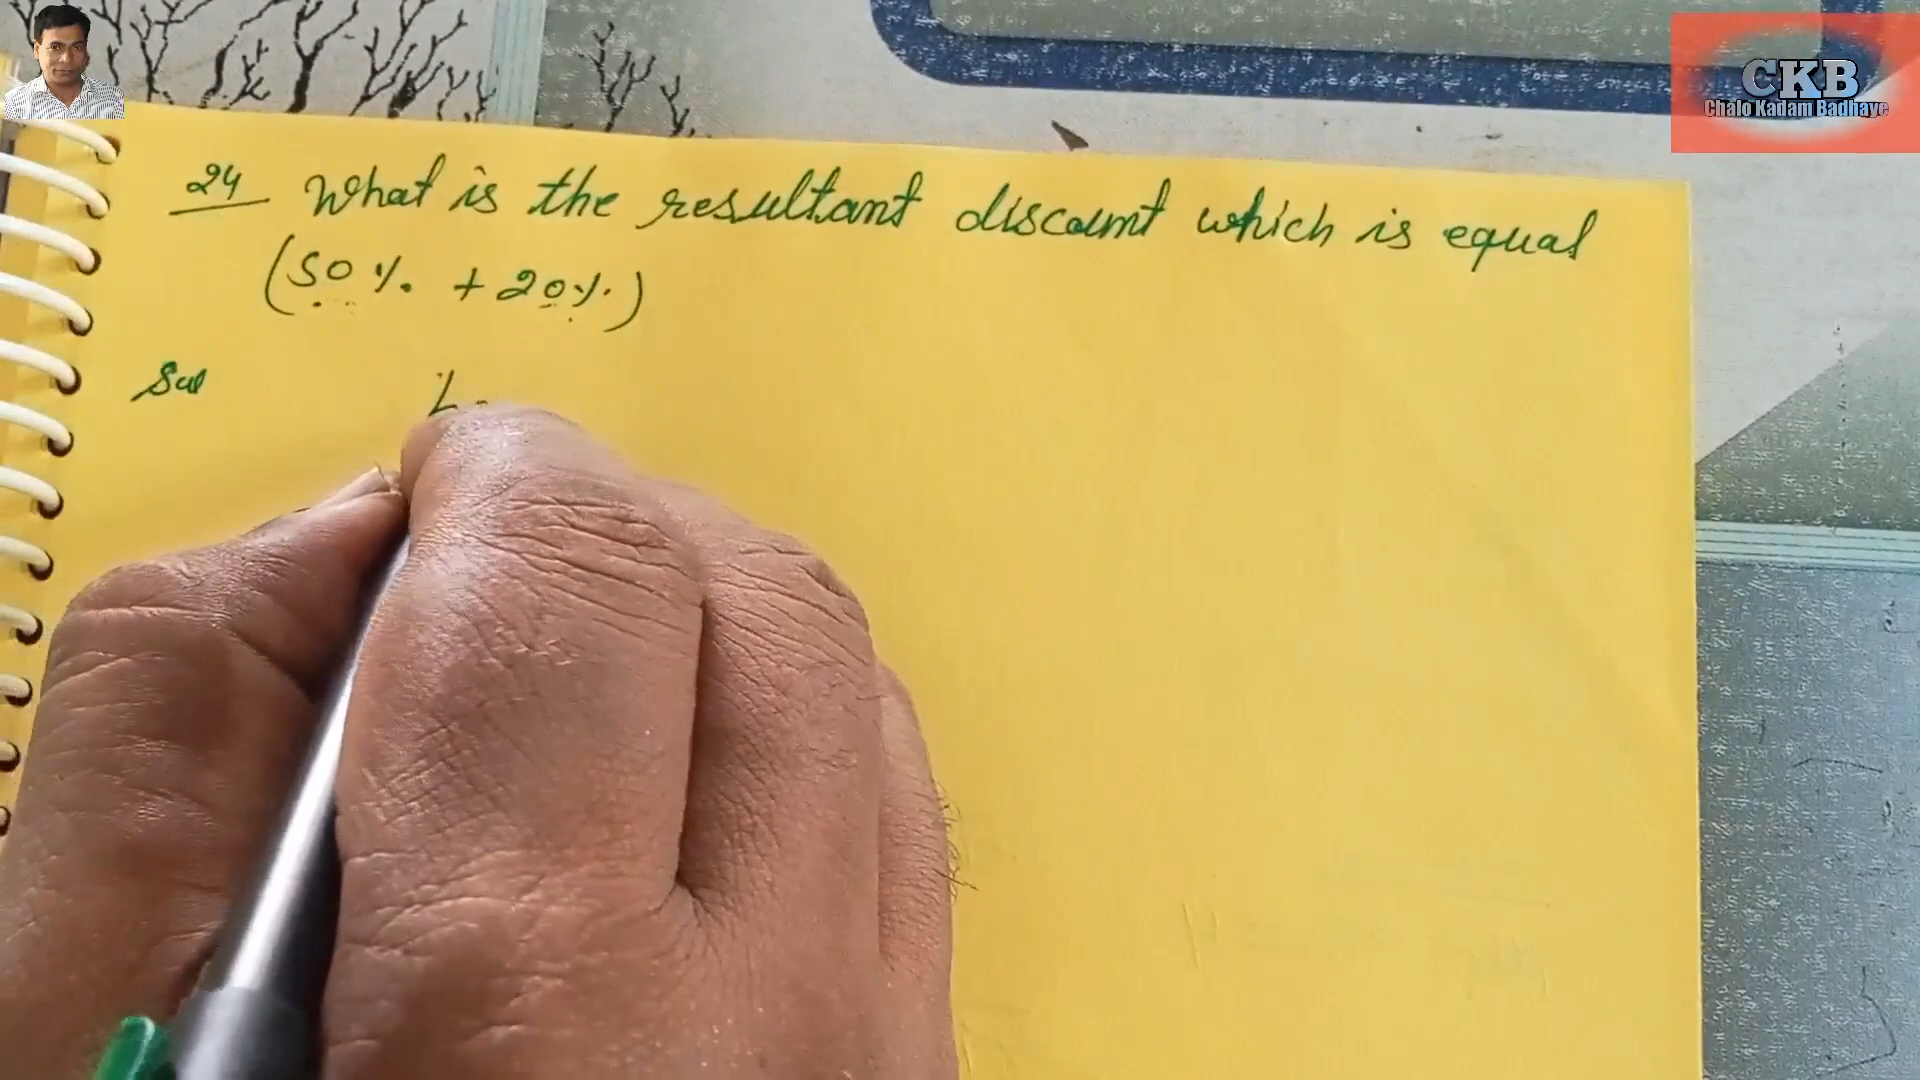 CKB
Chalo Kadam Badhaye
24 What is the resultant discount which is equal
(50% + 20%)
Sol